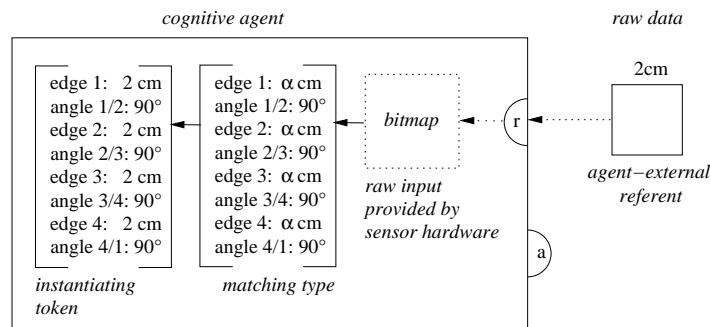 cognitive agent
raw data
edge 1: 2 cm
angle 1/2: 90°
edge 2: 2 cm
angle 2/3: 90°
edge 3: 2 cm
angle 3/4: 90°
edge 4: 2 cm
angle 4/1: 90°
instantiating
token
edge 1: α cm
angle 1/2: 90°
edge 2: α cm
angle 2/3: 90°
edge 3: α cm
angle 3/4: 90°
edge 4: α cm
angle 4/1: 90°
matching type
bitmap
raw input
provided by
sensor hardware
r
a
2cm
agent−external
referent